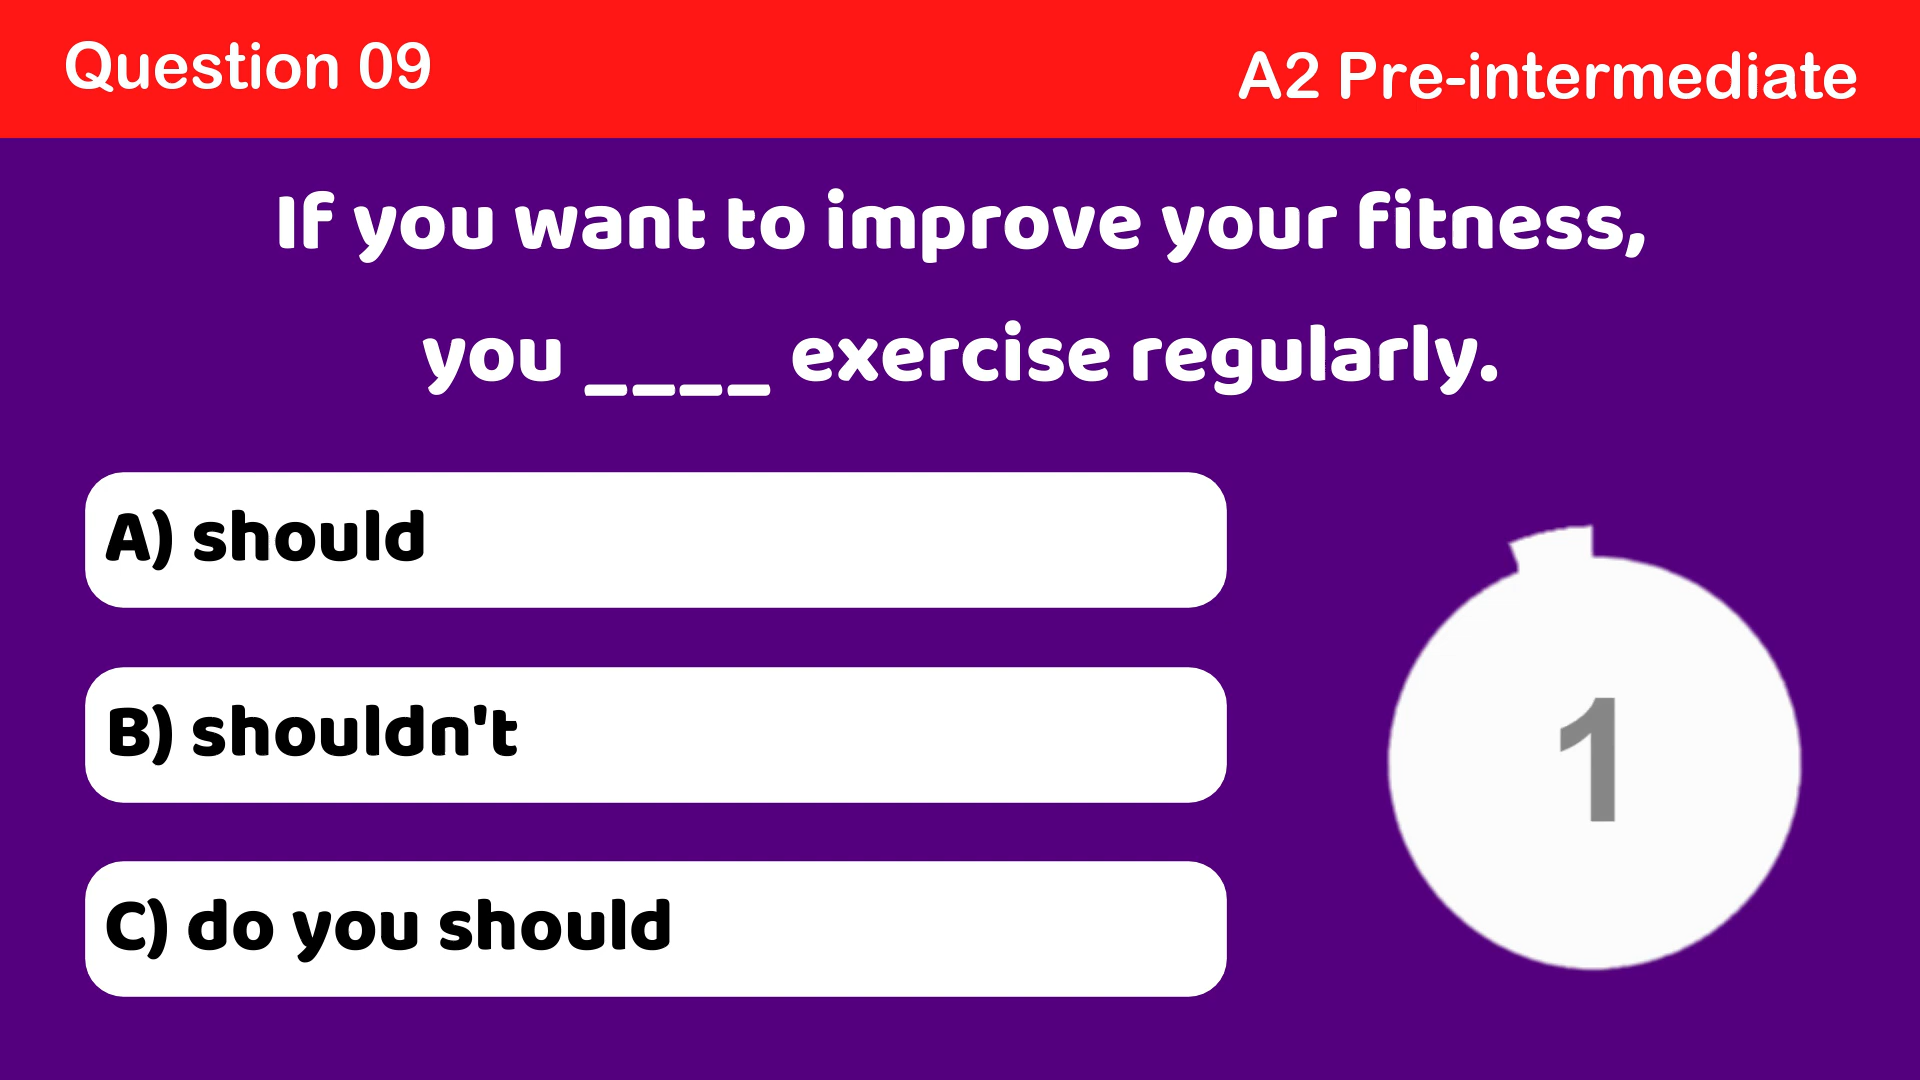 Question 09
A2 Pre-intermediate
If you want to improve your fitness,
you ____ exercise regularly.
A) should
B) shouldn't
C) do you should
1